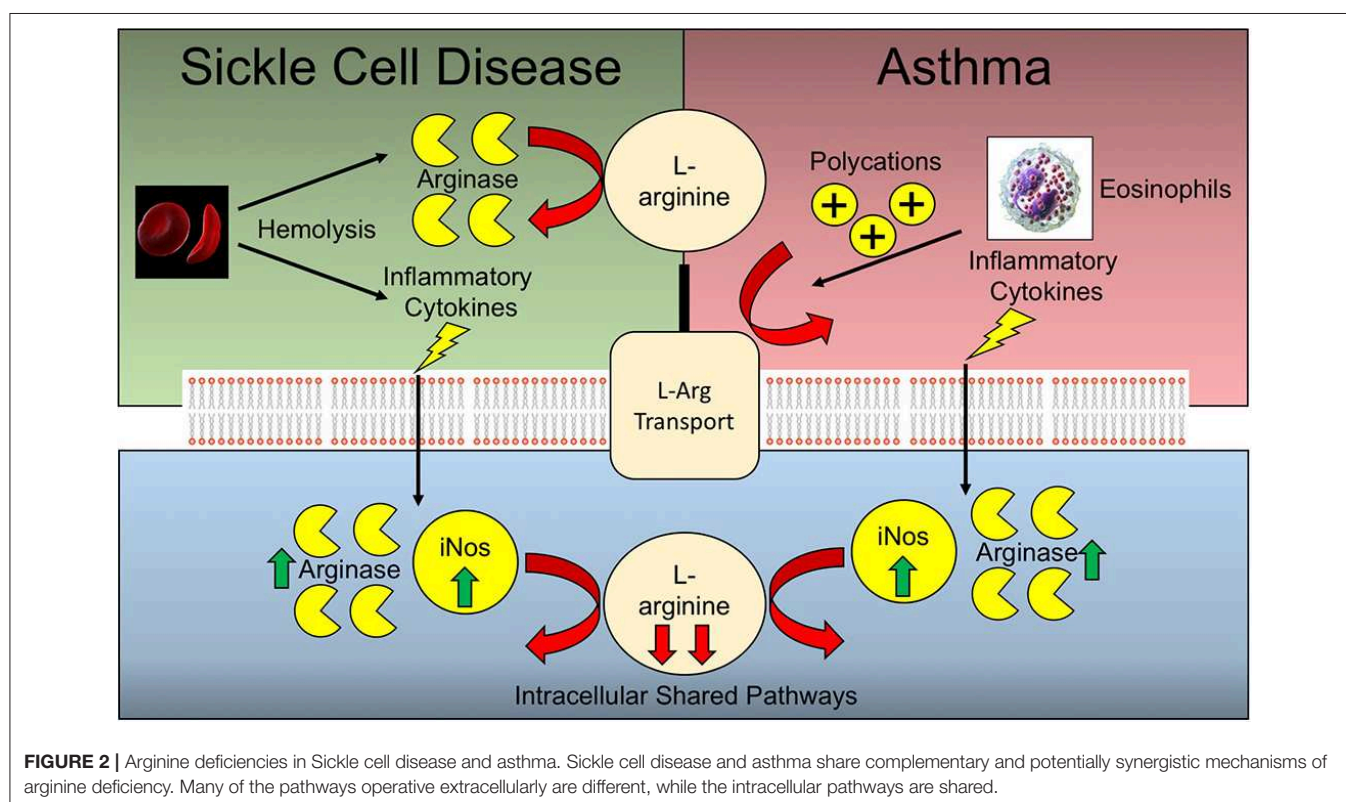 Sickle Cell Disease
Asthma
L-
arginine
Arginase
Hemolysis
Inflammatory
Cytokines
Polycations
+ + +
Eosinophils
Inflammatory
Cytokines
L-Arg
Transport
iNos
Arginase
L-
arginine
iNos
Arginase
Intracellular Shared Pathways
FIGURE 2 | Arginine deficiencies in Sickle cell disease and asthma. Sickle cell disease and asthma share complementary and potentially synergistic mechanisms of
arginine deficiency. Many of the pathways operative extracellularly are different, while the intracellular pathways are shared.